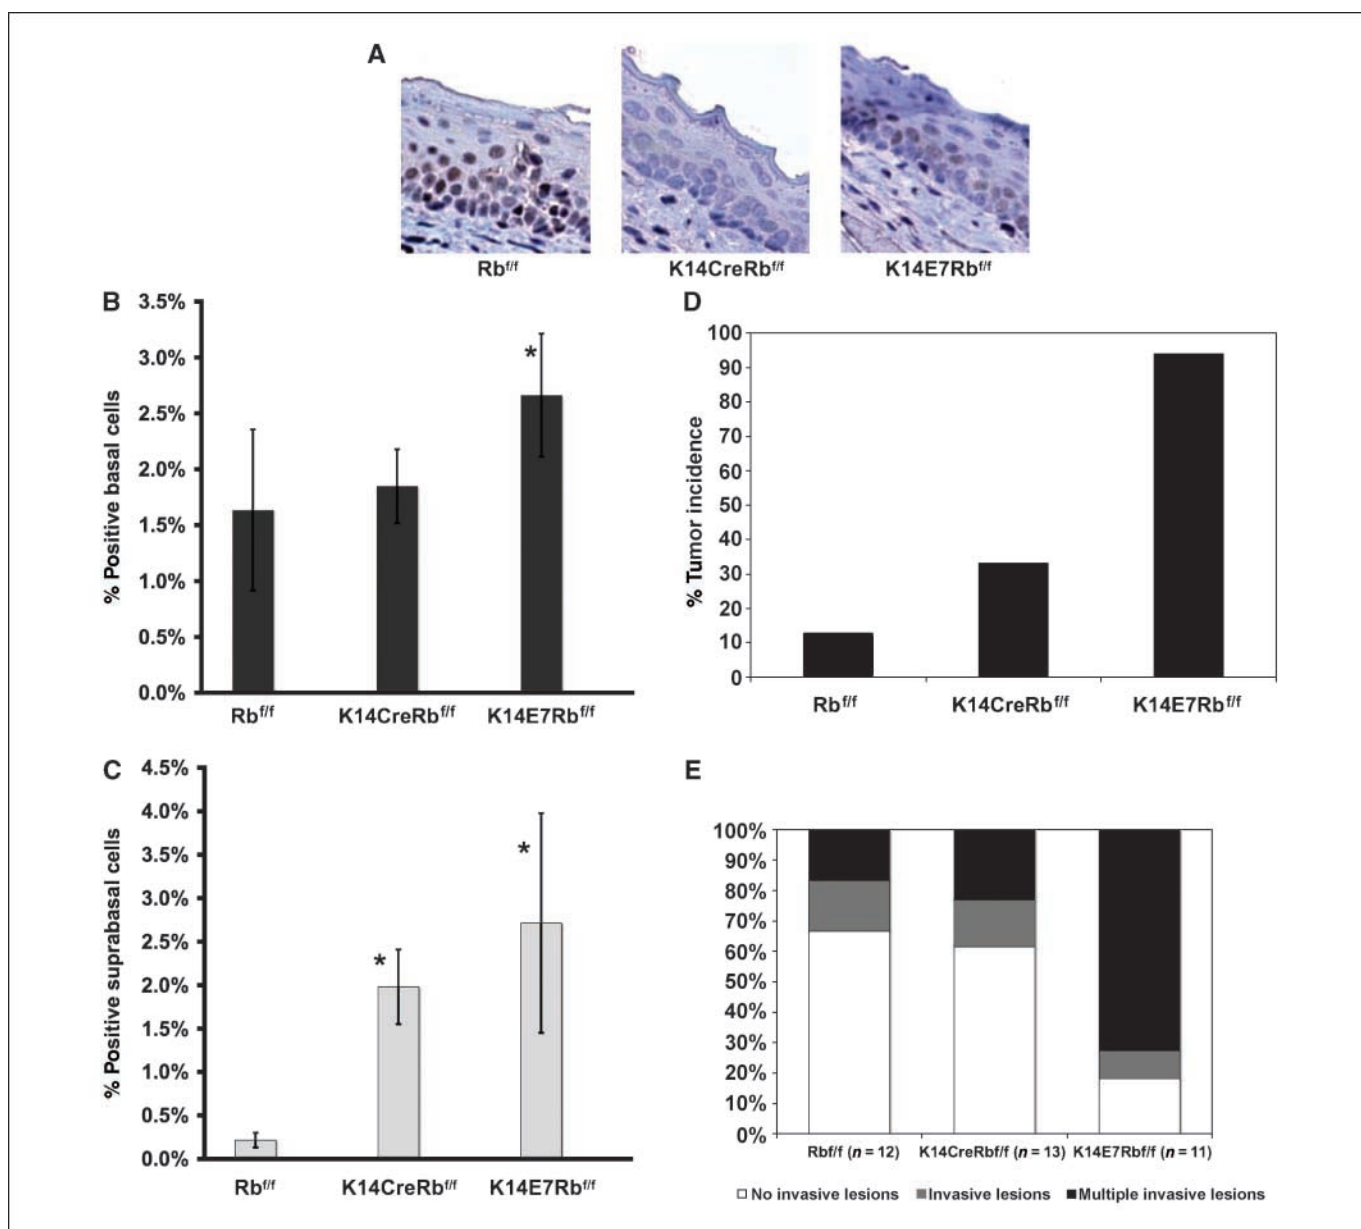 A
Rbf/f
K14CreRbf/f
K14E7Rbf/f
B
3.5%
3.0%
2.5%
2.0%
1.5%
1.0%
0.5%
0.0%
% Positive basal cells
*
Rbf/f
K14CreRbf/f
K14E7Rbf/f
D
100
90
80
70
60
50
40
30
20
10
0
% Tumor incidence
Rbf/f
K14CreRbf/f
K14E7Rbf/f
C
4.5%
4.0%
3.5%
3.0%
2.5%
2.0%
1.5%
1.0%
0.5%
0.0%
% Positive suprabasal cells
*
*
Rbf/f
K14CreRbf/f
K14E7Rbf/f
E
100%
90%
80%
70%
60%
50%
40%
30%
20%
10%
0%
Rbf/f (n = 12) K14CreRbf/f (n = 13) K14E7Rbf/f (n = 11)
No invasive lesions Invasive lesions Multiple invasive lesions